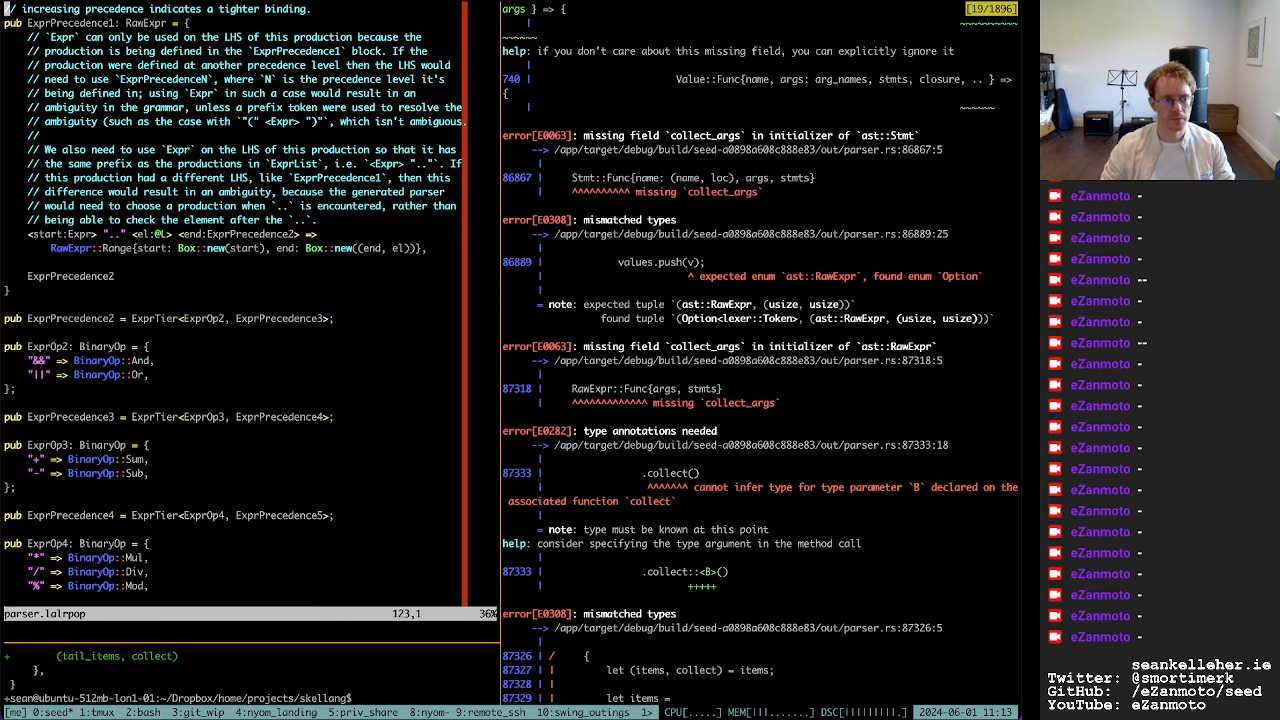 / increasing precedence indicates a tighter binding.
pub ExprPrecedence1: RawExpr = {
    // `Expr` can only be used on the LHS of this production because the
    // production is being defined in the `ExprPrecedence1` block. If the
    // production were defined at another precedence level then the LHS would
    // need to use `ExprPrecedenceN`, where `N` is the precedence level it's
    // being defined in; using `Expr` in such a case would result in an
    // ambiguity in the grammar, unless a prefix token were used to resolve the
    // ambiguity (such as the case with `"(" <Expr> ")"`, which isn't ambiguous.
    //
    // We also need to use `Expr` on the LHS of this production so that it has
    // the same prefix as the productions in `ExprList`, i.e. `<Expr> ".."`. If
    // this production had a different LHS, like `ExprPrecedence1`, then this
    // difference would result in an ambiguity, because the generated parser
    // would need to choose a production when `..` is encountered, rather than
    // being able to check the element after the `..`.
    <start:Expr> ".." <el:@L> <end:ExprPrecedence2> =>
        RawExpr::Range{start: Box::new(start), end: Box::new((end, el))},
    ExprPrecedence2
}
pub ExprPrecedence2 = ExprTier<ExprOp2, ExprPrecedence3>;
pub ExprOp2: BinaryOp = {
    "&&" => BinaryOp::And,
    "||" => BinaryOp::Or,
};
pub ExprPrecedence3 = ExprTier<ExprOp3, ExprPrecedence4>;
pub ExprOp3: BinaryOp = {
    "+" => BinaryOp::Sum,
    "-" => BinaryOp::Sub,
};
pub ExprPrecedence4 = ExprTier<ExprOp4, ExprPrecedence5>;
pub ExprOp4: BinaryOp = {
    "*" => BinaryOp::Mul,
    "/" => BinaryOp::Div,
    "%" => BinaryOp::Mod,
parser.lalrpop 123,1 36%
+        (tail_items, collect)
     },
 }
+sean@ubuntu-512mb-lon1-01:~/Dropbox/home/projects/skellang$
args } => { [19/1896]
    |     ~~~~~~~~~~
~~~~~~
help: if you don't care about this missing field, you can explicitly ignore it
    |
740 |                       Value::Func{name, args: arg_names, stmts, closure, .. } =>
{
    |     ~~~~~~
error[E0063]: missing field `collect_args` in initializer of `ast::Stmt`
     --> /app/target/debug/build/seed-a0898a608c888e83/out/parser.rs:86867:5
      |
86867 |     Stmt::Func{name: (name, loc), args, stmts}
      |     ^^^^^^^^^^ missing `collect_args`
error[E0308]: mismatched types
     --> /app/target/debug/build/seed-a0898a608c888e83/out/parser.rs:86889:25
      |
86889 |             values.push(v);
      |                         ^ expected enum `ast::RawExpr`, found enum `Option`
      |
      = note: expected tuple `(ast::RawExpr, (usize, usize))`
                 found tuple `(Option<lexer::Token>, (ast::RawExpr, (usize, usize)))`
error[E0063]: missing field `collect_args` in initializer of `ast::RawExpr`
     --> /app/target/debug/build/seed-a0898a608c888e83/out/parser.rs:87318:5
      |
87318 |     RawExpr::Func{args, stmts}
      |     ^^^^^^^^^^^^^ missing `collect_args`
error[E0282]: type annotations needed
     --> /app/target/debug/build/seed-a0898a608c888e83/out/parser.rs:87333:18
      |
87333 |                 .collect()
      |                  ^^^^^^^ cannot infer type for type parameter `B` declared on the
 associated function `collect`
      |
      = note: type must be known at this point
help: consider specifying the type argument in the method call
      |
87333 |                 .collect::<B>()
      |                         +++++
error[E0308]: mismatched types
     --> /app/target/debug/build/seed-a0898a608c888e83/out/parser.rs:87326:5
      |
87326 | /     {
87327 | |         let (items, collect) = items;
87328 | |
87329 | |         let items =
eZanmoto -
eZanmoto -
eZanmoto -
eZanmoto -
eZanmoto --
eZanmoto -
eZanmoto -
eZanmoto --
eZanmoto -
eZanmoto -
eZanmoto -
eZanmoto -
eZanmoto -
eZanmoto -
eZanmoto -
eZanmoto -
eZanmoto -
eZanmoto -
eZanmoto -
eZanmoto -
eZanmoto -
eZanmoto -
Twitter: @seankelleher.ie
GitHub: /ezanmoto/seed
[me] 0:seed* 1:tmux 2:bash 3:git_wip 4:nyom_landing 5:priv_share 8:nyom- 9:remote_ssh 10:swing_outings 1> CPU[.....] MEM[|||.......] DSC[||||||||.] 2024-06-01 11:13